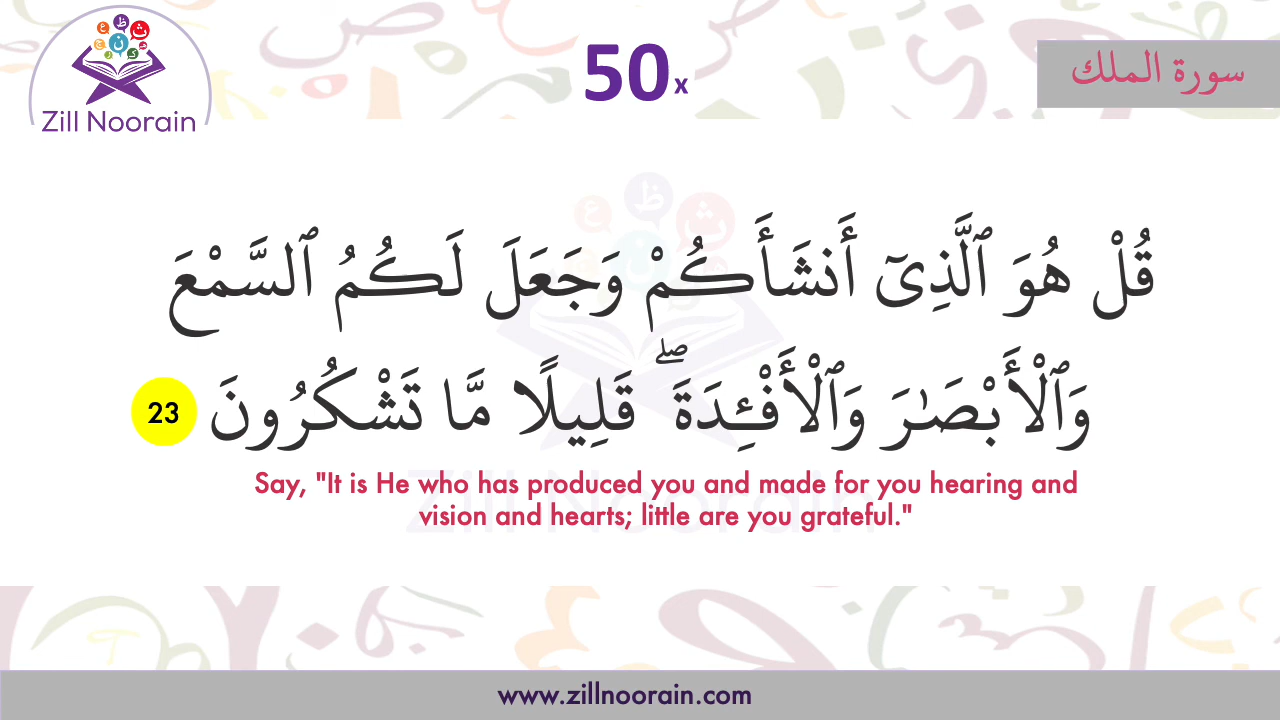 Zill Noorain
50x
سورة الملك
قُلْ هُوَ ٱلَّذِىٓ أَنشَأَكُمْ وَجَعَلَ لَكُمُ ٱلسَّمْعَ
وَٱلْأَبْصَـٰرَ وَٱلْأَفْـِٔدَةَ ۖ قَلِيلًا مَّا تَشْكُرُونَ 23
Say, "It is He who has produced you and made for you hearing and
vision and hearts; little are you grateful."
www.zillnoorain.com